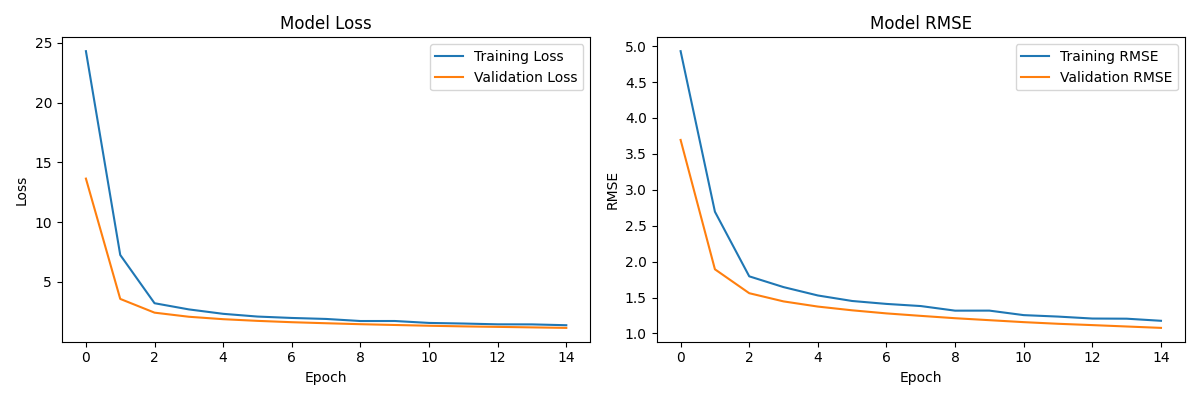 Model Loss
25
20
15
10
5
Loss
Training Loss
Validation Loss
0 2 4 6 8 10 12 14
Epoch
Model RMSE
5.0
4.5
4.0
3.5
3.0
2.5
2.0
1.5
1.0
RMSE
Training RMSE
Validation RMSE
0 2 4 6 8 10 12 14
Epoch